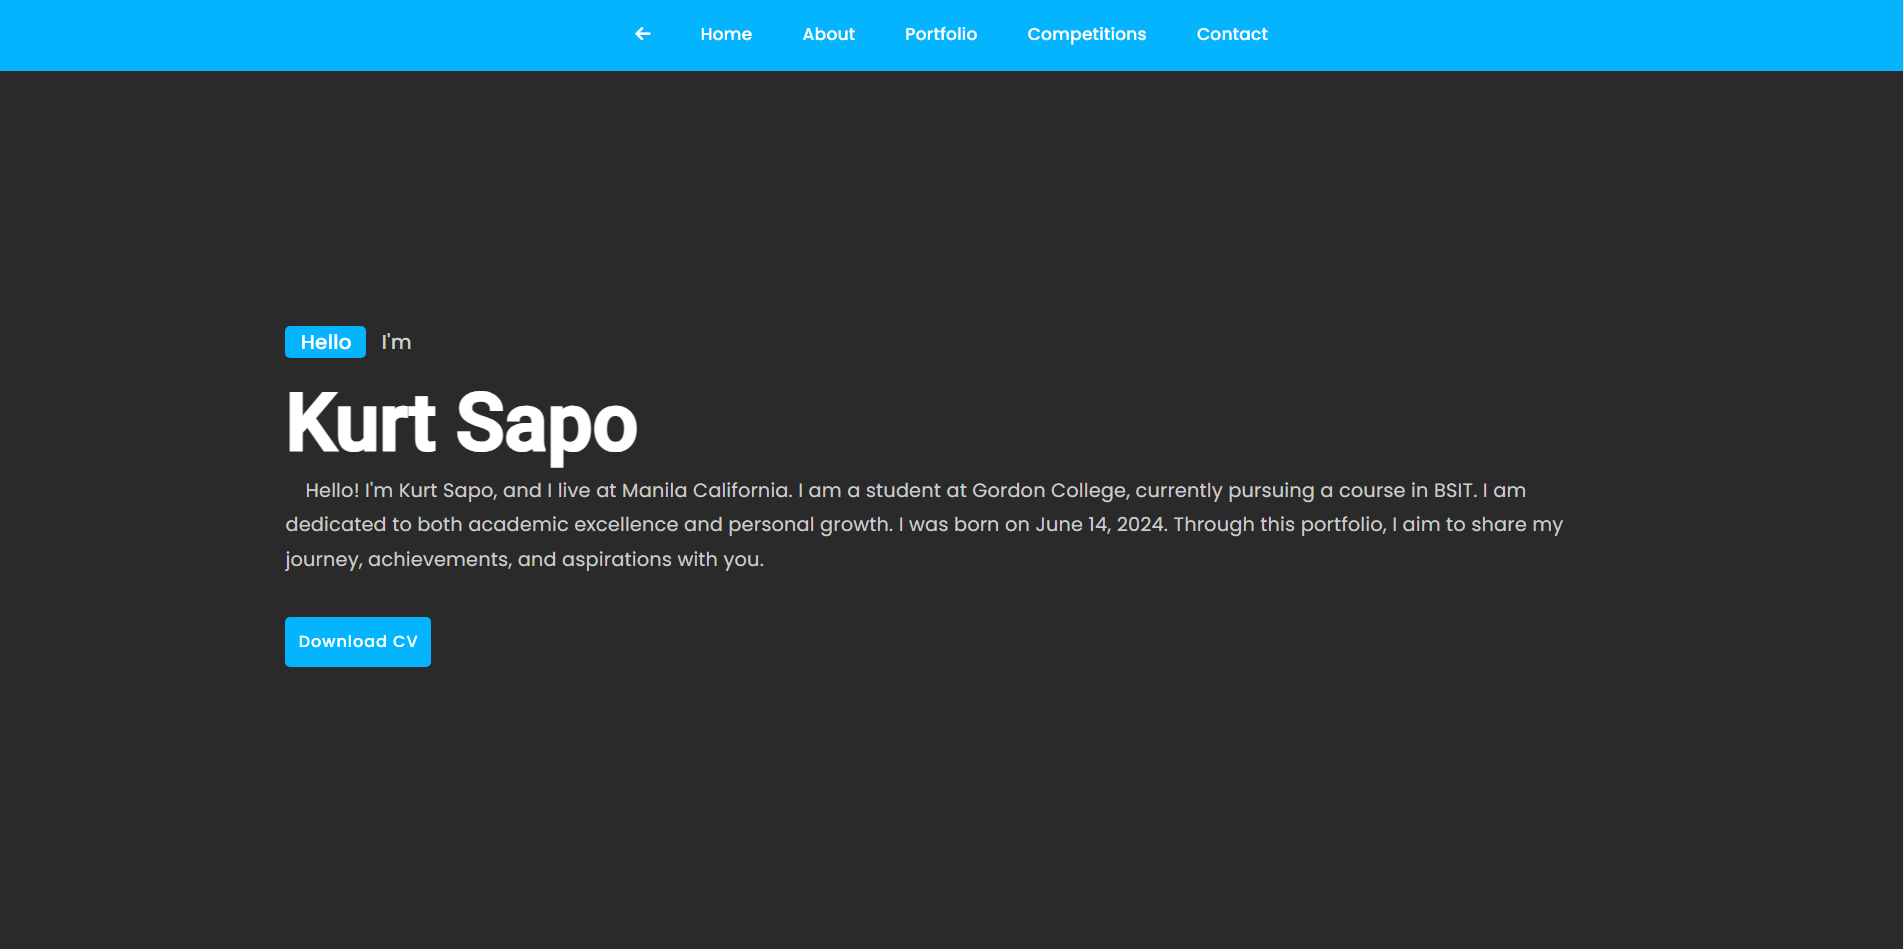 Home About Portfolio Competitions Contact
Hello I'm
Kurt Sapo
Hello! I'm Kurt Sapo, and I live at Manila California. I am a student at Gordon College, currently pursuing a course in BSIT. I am
dedicated to both academic excellence and personal growth. I was born on June 14, 2024. Through this portfolio, I aim to share my
journey, achievements, and aspirations with you.
Download CV